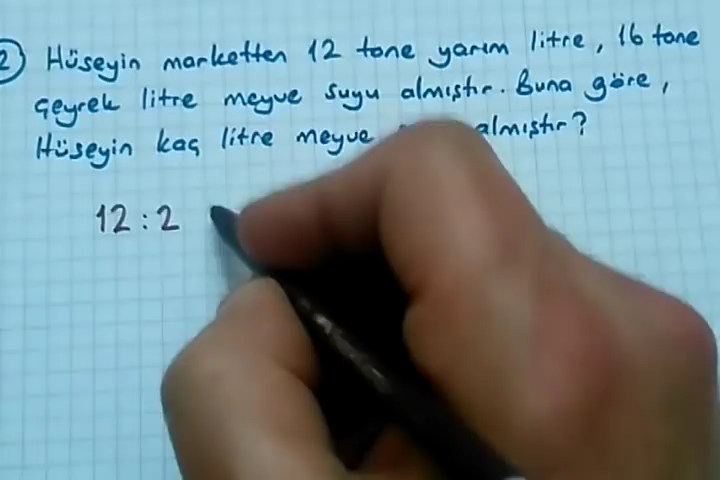 2) Hüseyin marketten 12 tane yarım litre, 16 tane
çeyrek litre meyve suyu almıştır. Buna göre,
Hüseyin kaç litre meyve almıştır?
12 : 2